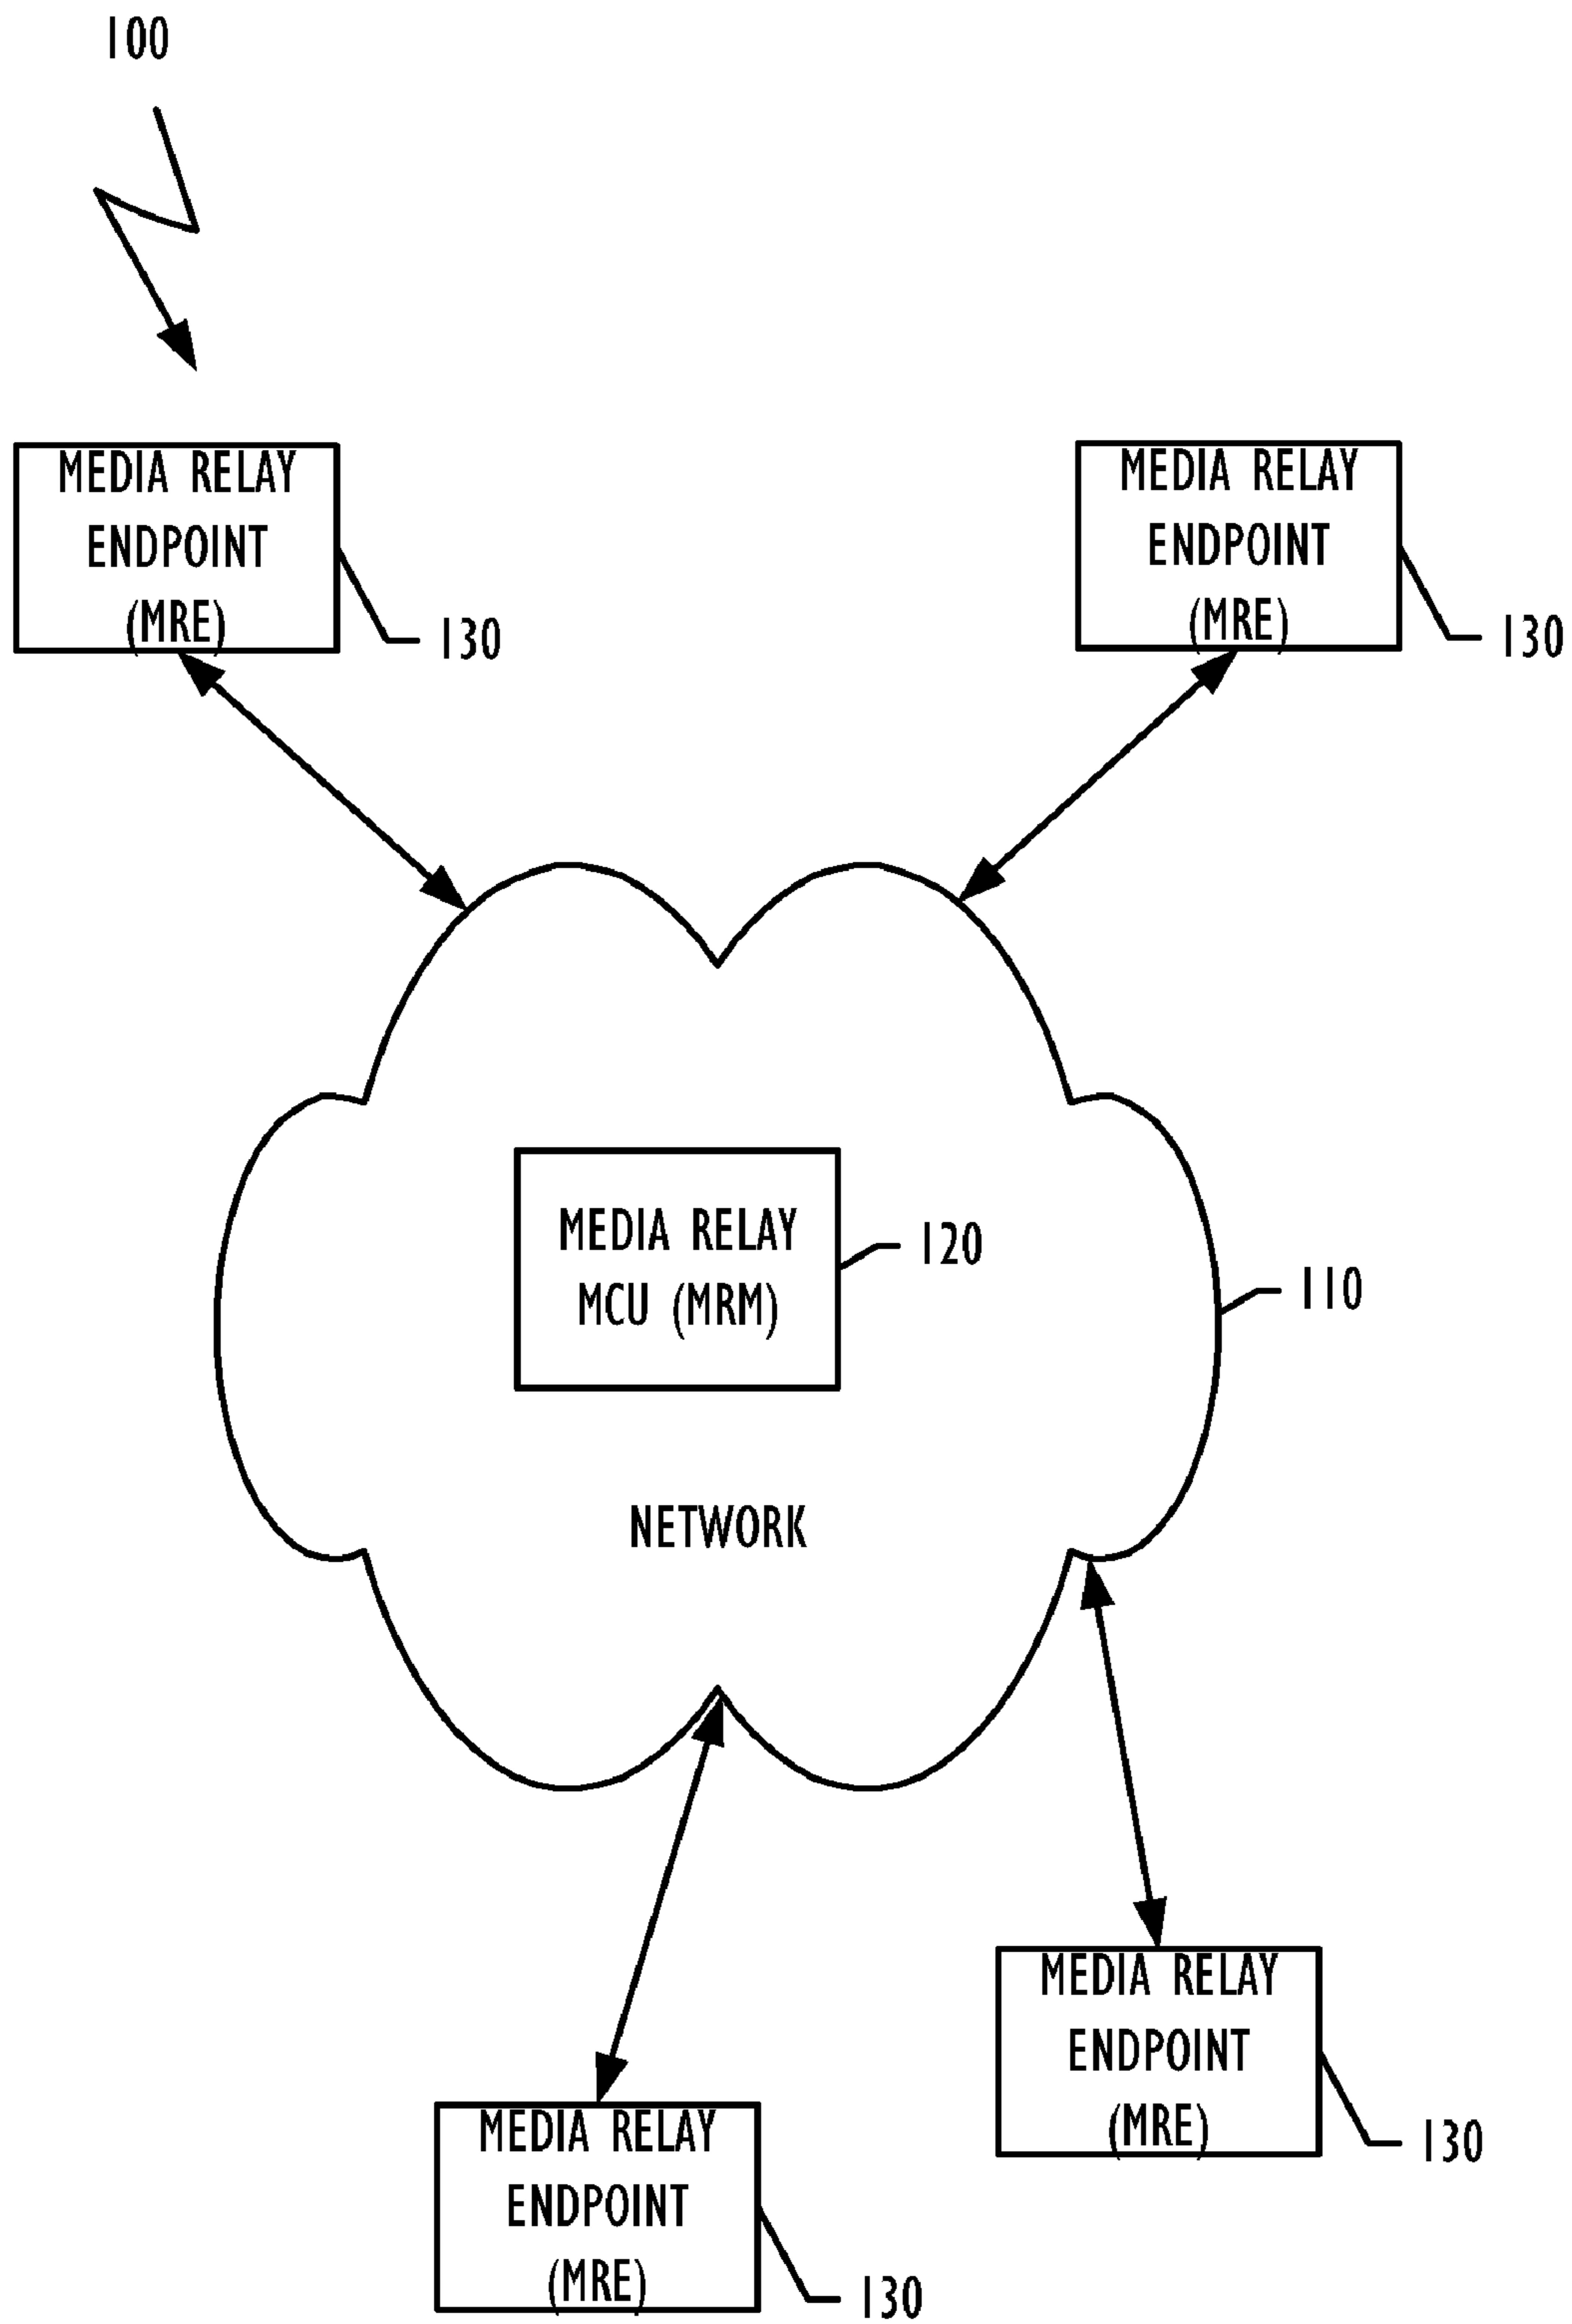 100
MEDIA RELAY
ENDPOINT
(MRE)
130
MEDIA RELAY
ENDPOINT
(MRE)
130
MEDIA RELAY
MCU (MRM)
120
110
NETWORK
MEDIA RELAY
ENDPOINT
(MRE)
130
MEDIA RELAY
ENDPOINT
(MRE)
130